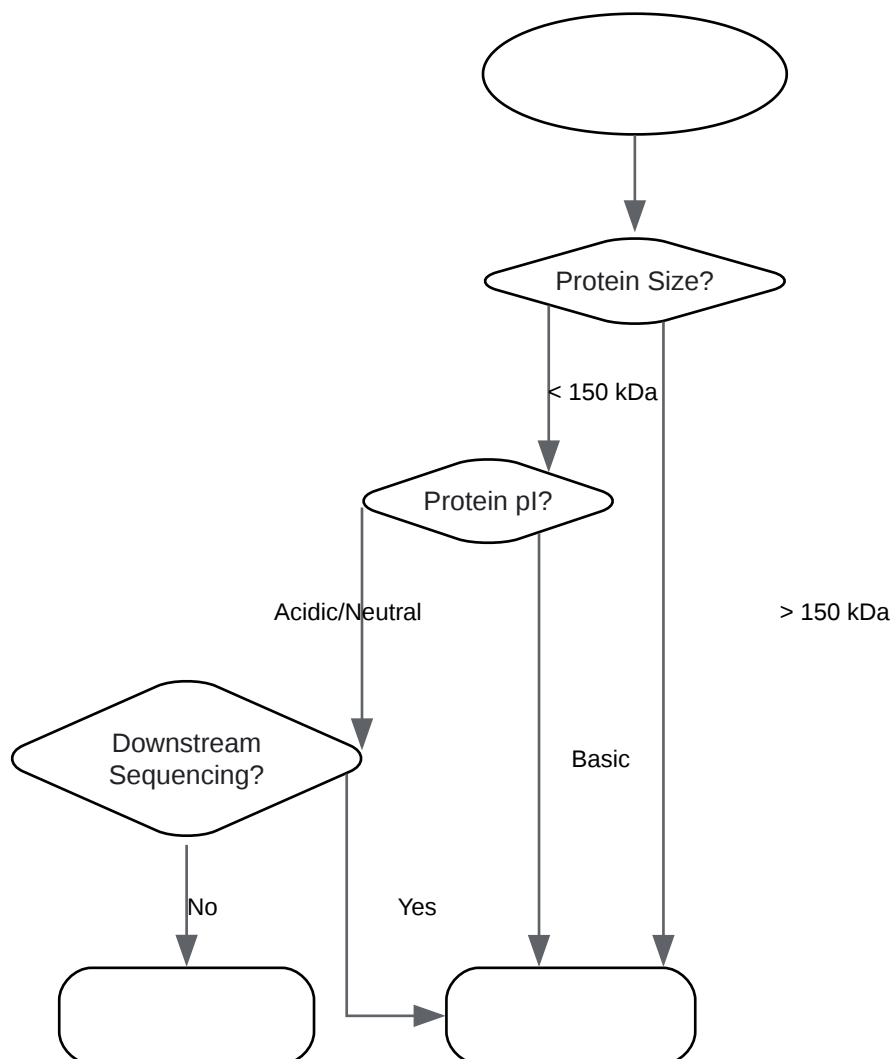 Protein Size?
< 150 kDa
Protein pI?
Acidic/Neutral
> 150 kDa
Downstream
Sequencing?
Basic
No
Yes